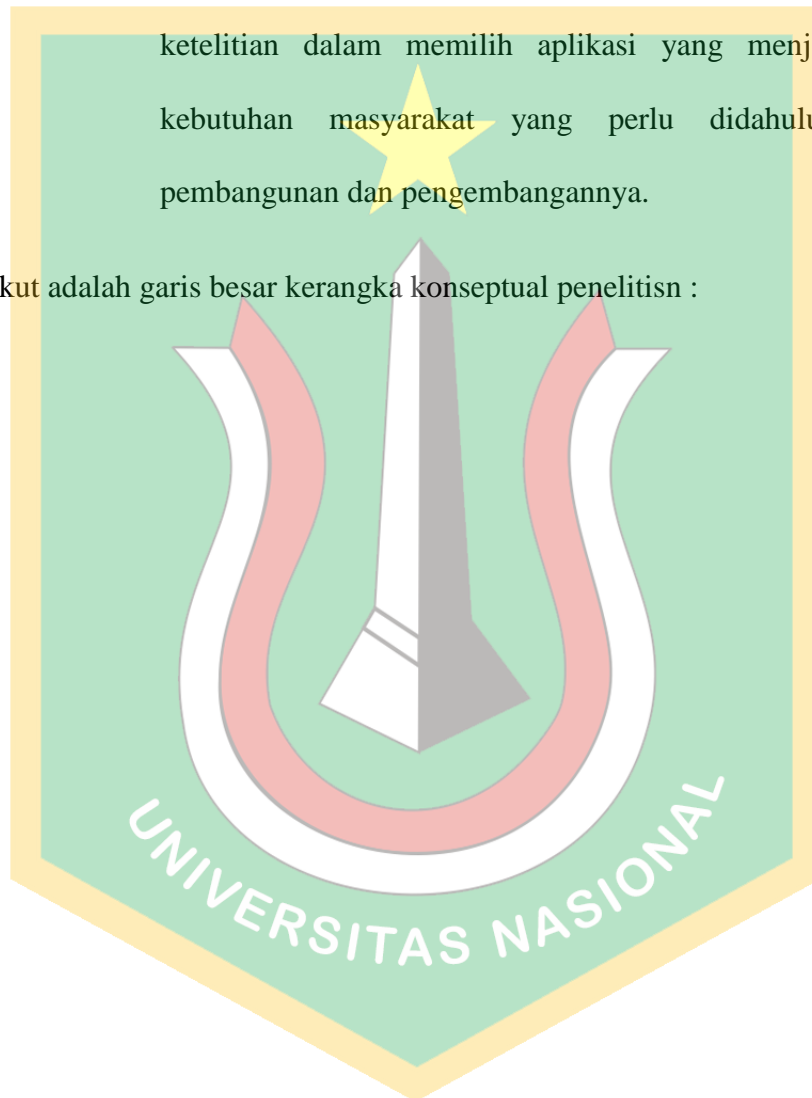 ketelitian dalam memilih aplikasi yang menj
kebutuhan masyarakat yang perlu didahulu
pembangunan dan pengembangannya.
kut adalah garis besar kerangka konseptual penelitisn :
UNIVERSITAS NASIONAL